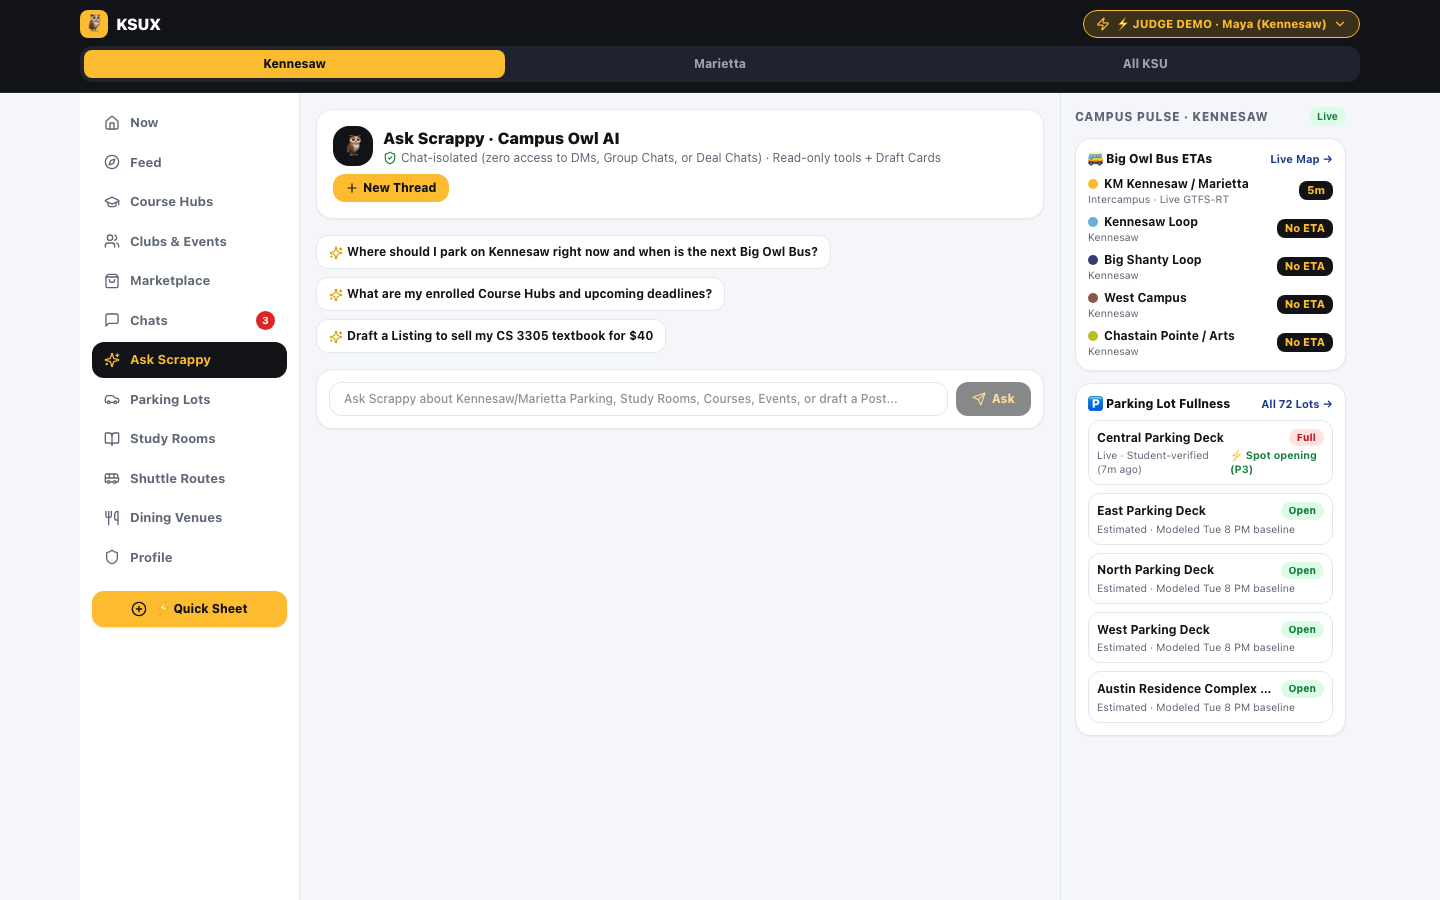 KSUX
⚡ JUDGE DEMO · Maya (Kennesaw)
Kennesaw
Marietta
All KSU
Now
Feed
Course Hubs
Clubs & Events
Marketplace
Chats
3
Ask Scrappy
Parking Lots
Study Rooms
Shuttle Routes
Dining Venues
Profile
⚡ Quick Sheet
Ask Scrappy · Campus Owl AI
Chat-isolated (zero access to DMs, Group Chats, or Deal Chats) · Read-only tools + Draft Cards
New Thread
Where should I park on Kennesaw right now and when is the next Big Owl Bus?
What are my enrolled Course Hubs and upcoming deadlines?
Draft a Listing to sell my CS 3305 textbook for $40
Ask Scrappy about Kennesaw/Marietta Parking, Study Rooms, Courses, Events, or draft a Post...
Ask
CAMPUS PULSE · KENNESAW
Live
🚌 Big Owl Bus ETAs
Live Map →
KM Kennesaw / Marietta
Intercampus · Live GTFS-RT
5m
Kennesaw Loop
Kennesaw
No ETA
Big Shanty Loop
Kennesaw
No ETA
West Campus
Kennesaw
No ETA
Chastain Pointe / Arts
Kennesaw
No ETA
🅿️ Parking Lot Fullness
All 72 Lots →
Central Parking Deck
Full
Live · Student-verified
(7m ago)
⚡ Spot opening
(P3)
East Parking Deck
Open
Estimated · Modeled Tue 8 PM baseline
North Parking Deck
Open
Estimated · Modeled Tue 8 PM baseline
West Parking Deck
Open
Estimated · Modeled Tue 8 PM baseline
Austin Residence Complex ...
Open
Estimated · Modeled Tue 8 PM baseline